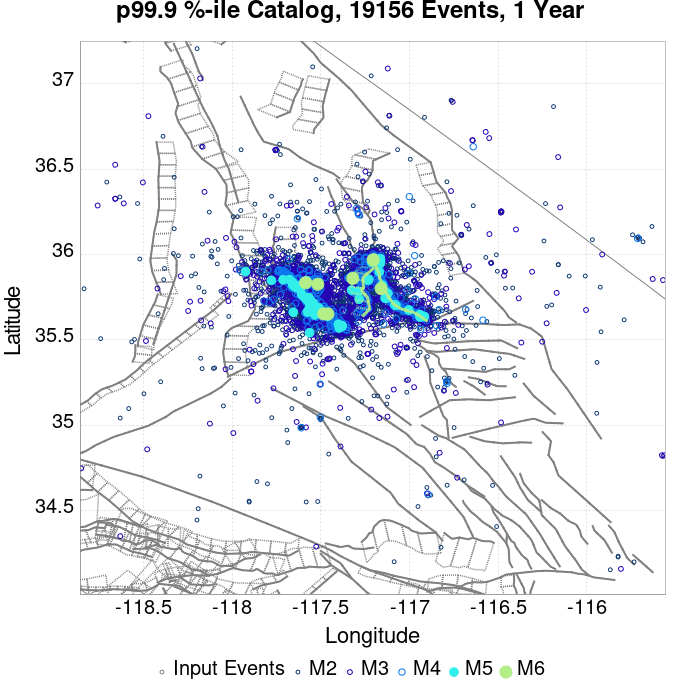 p99.9 %-ile Catalog, 19156 Events, 1 Year
37
36.5
36
35.5
35
34.5
Latitude
-118.5 -118 -117.5 -117 -116.5 -116
Longitude
Input Events M2 M3 M4 M5 M6